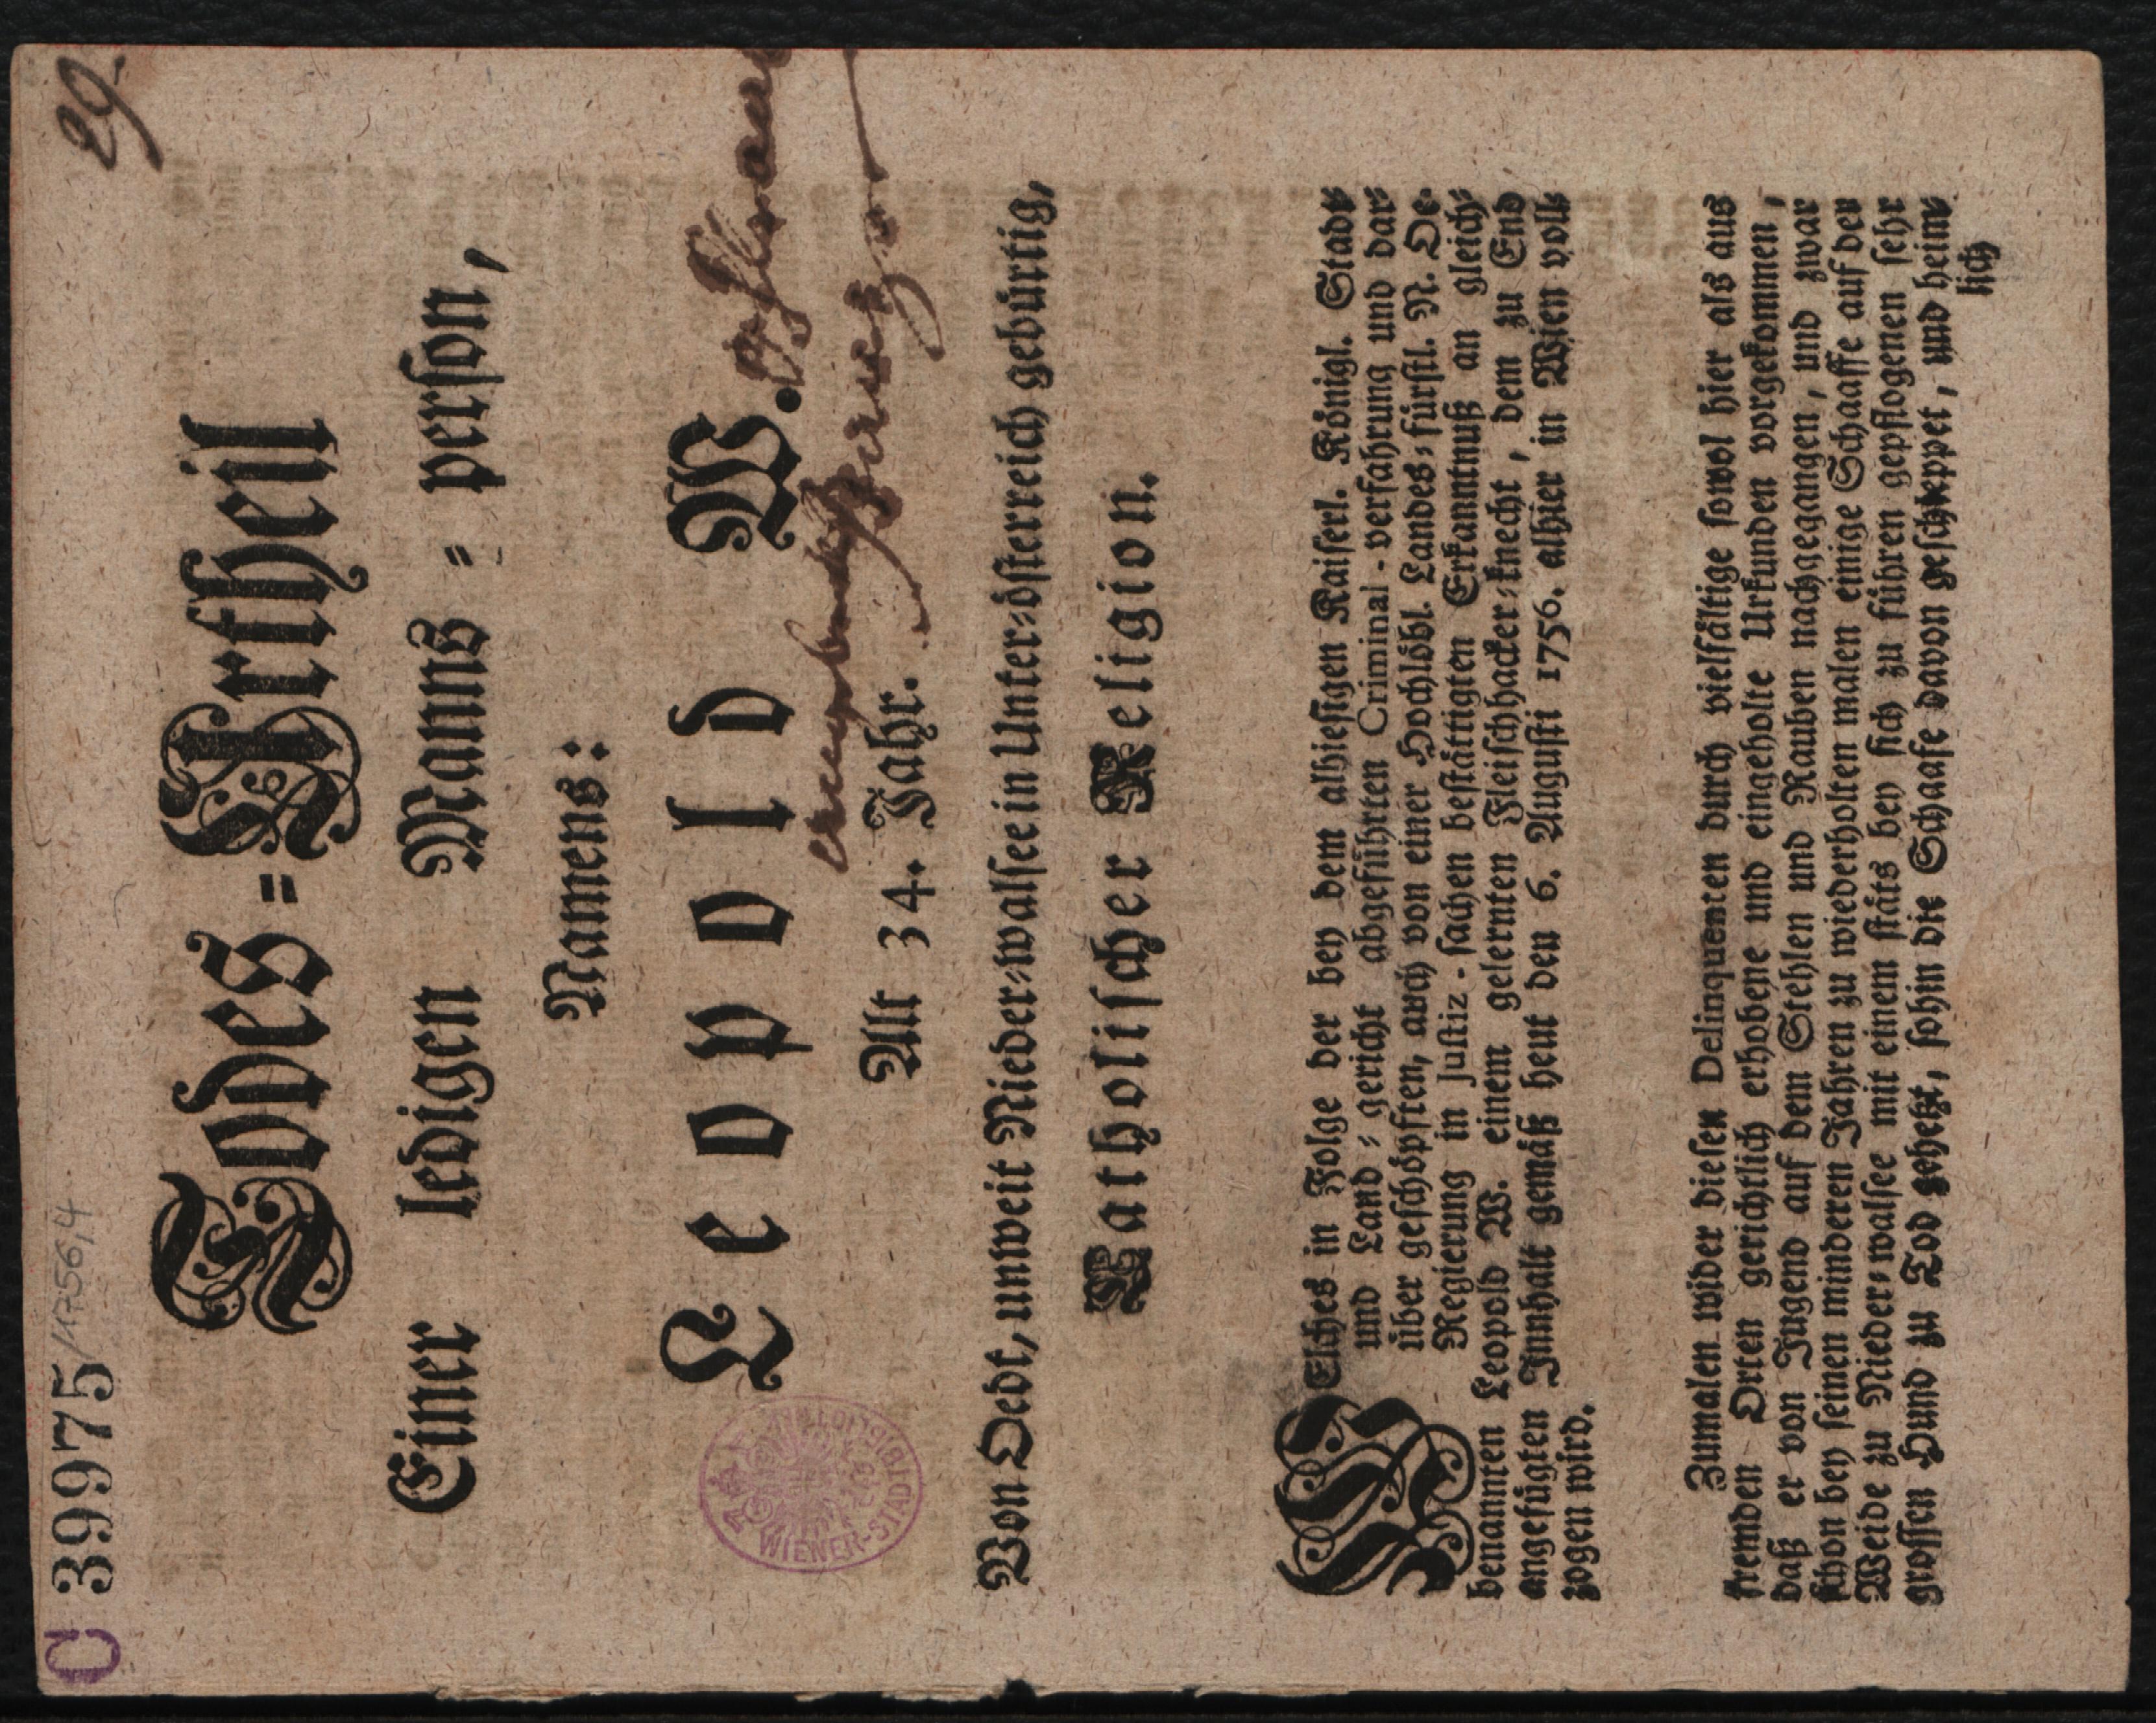 C 39975/1756,4
29.
Todes=Urtheil
Einer ledigen Manns=person,
Namens:
Leopold W.
Alt 34. Jahr.
Von Oedt, unweit Nieder=walsee in Unter=österreich gebürtig,
Katholischer Religion.
WIENER-STADTBIBLIOTHEK
WElches in Folge der bey dem alhiesigen Kaiserl. Königl. Stadt=
und Land=gericht abgeführten Criminal-verfahrung und dar=
über geschöpften, auch von einer Hochlöbl. Landes=fürstl. N. Oe.
Regierung in Justiz-sachen bestättigten Erkanntnuß an gleich=
benannten Leopold W. einem gelernten Fleischhacker=knecht, dem zu End
angefügten Innhalt gemäß heut den 6. Augusti 1756. alhier in Wien voll=
zogen wird.
Zumalen wider diesen Delinquenten durch vielfältige sowol hier als aus
fremden Orten gerichtlich erhobene und eingeholte Urkunden vorgekommen,
daß er von Jugend auf dem Stehlen und Rauben nachgegangen, und zwar
schon bey seinen minderen Jahren zu wiederholten malen einige Schaaffe auf der
Weide zu Nieder=walsee mit einem stäts bey sich zu führen gepflogenen sehr
grossen Hund zu Tod gehetzt, sohin die Schaafe davon geschleppet, und heim=
lich